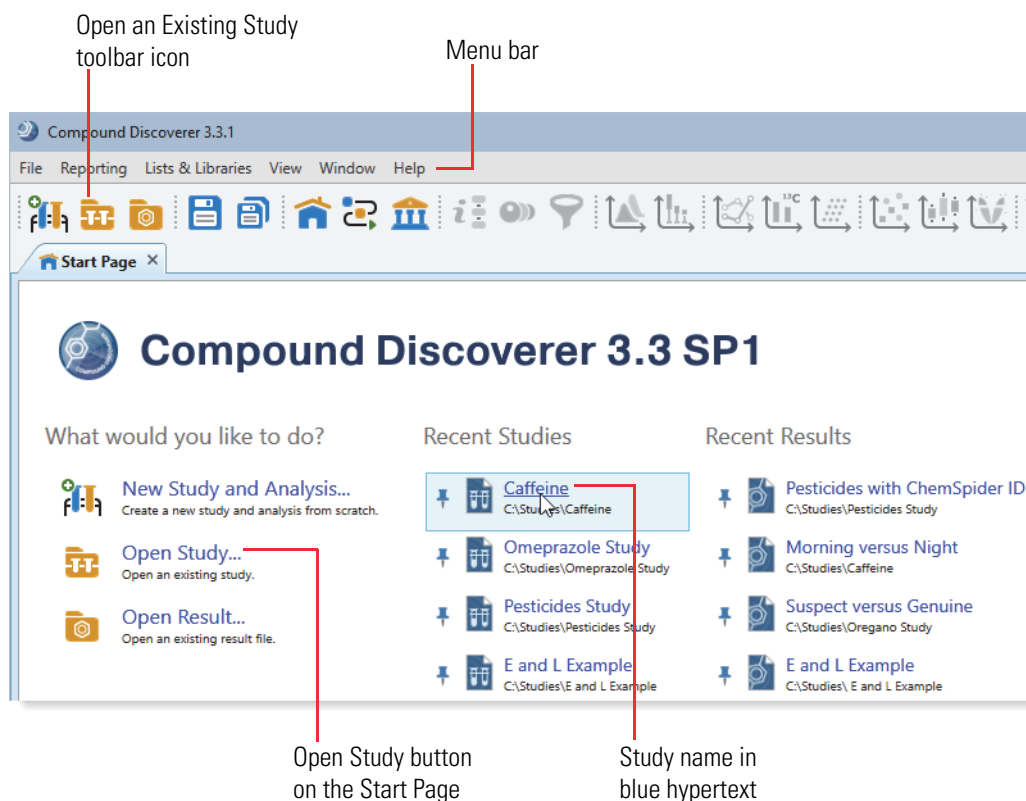 Open an Existing Study
toolbar icon
Menu bar
Compound Discoverer 3.3.1
File Reporting Lists & Libraries View Window Help
13C
Start Page ×
Compound Discoverer 3.3 SP1
What would you like to do?
New Study and Analysis...
Create a new study and analysis from scratch.
Open Study...
Open an existing study.
Open Result...
Open an existing result file.
Recent Studies
Caffeine
C:\Studies\Caffeine
Omeprazole Study
C:\Studies\Omeprazole Study
Pesticides Study
C:\Studies\Pesticides Study
E and L Example
C:\Studies\E and L Example
Recent Results
Pesticides with ChemSpider ID
C:\Studies\Pesticides Study
Morning versus Night
C:\Studies\Caffeine
Suspect versus Genuine
C:\Studies\Oregano Study
E and L Example
C:\Studies\ E and L Example
Open Study button
on the Start Page
Study name in
blue hypertext